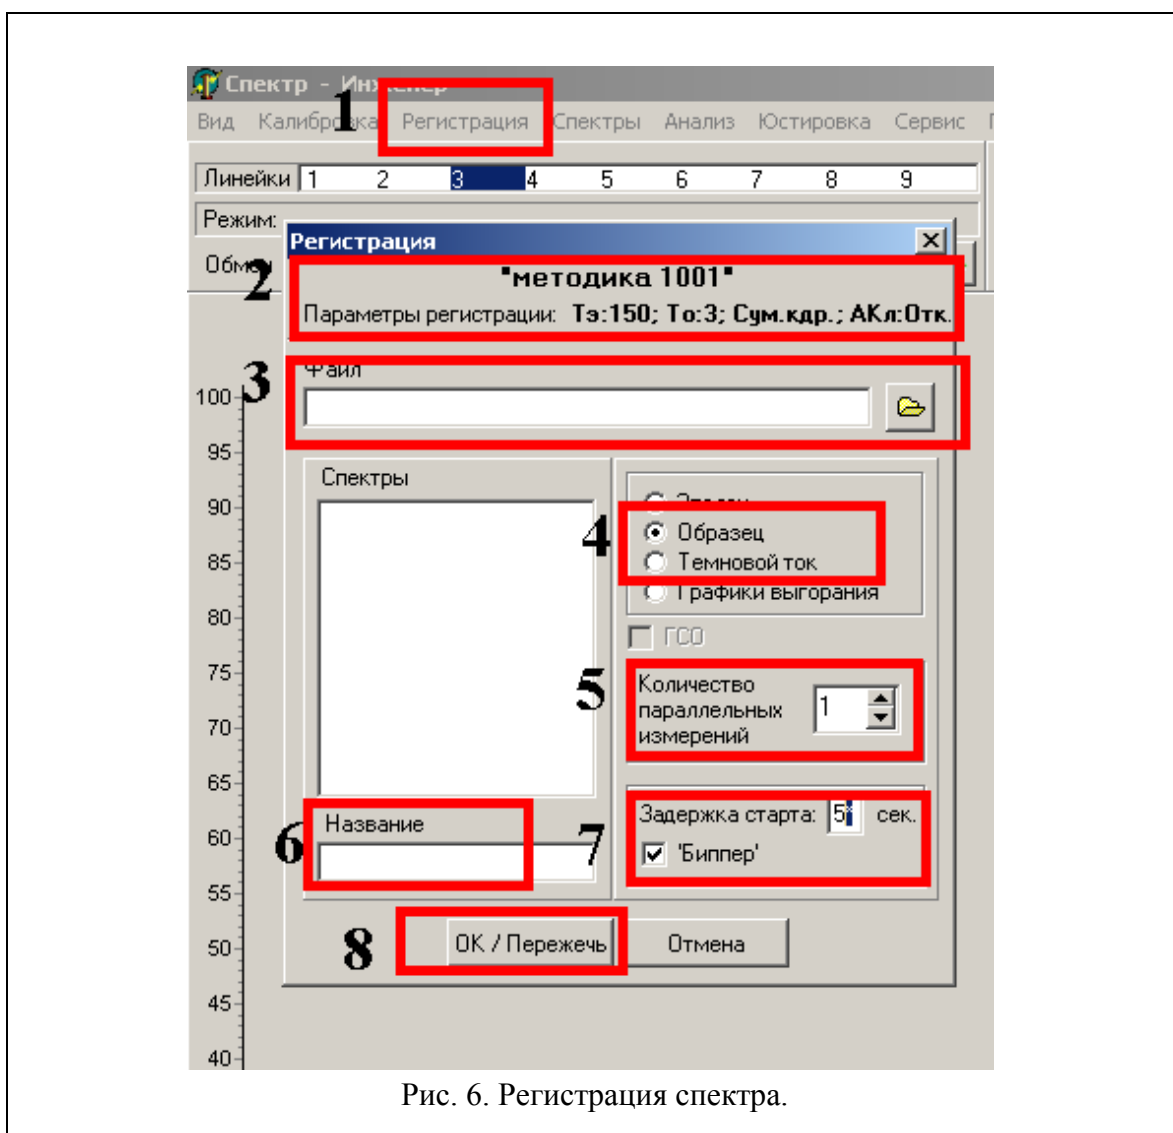 Спектр - Инженер
1
Вид Калибровка Регистрация Спектры Анализ Юстировка Сервис
Линейки 1 2 3 4 5 6 7 8 9
Режим:
Регистрация
2
"методика 1001"
Параметры регистрации: Тэ:150; То:3; Сум.кдр.; АКл:Отк.
3
Файл
100
95
Спектры
90
4
Образец
85
Темновой ток
Графики выгорания
80
ГСО
75
5
Количество
параллельных
измерений
1
70
65
Задержка старта: 5 сек.
6
Название
60
7
'Биппер'
55
8
ОК / Пережечь
Отмена
50
45
40
Рис. 6. Регистрация спектра.